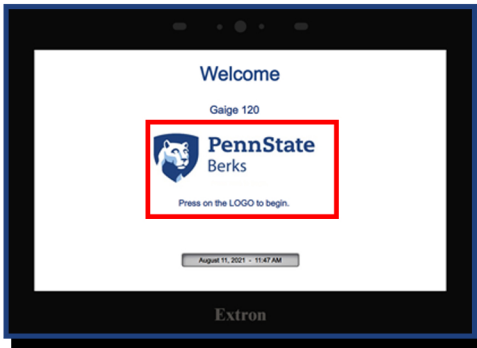 Welcome
Gaige 120
PennState
Berks
Press on the LOGO to begin.
August 11, 2021 - 11:47 AM
Extron